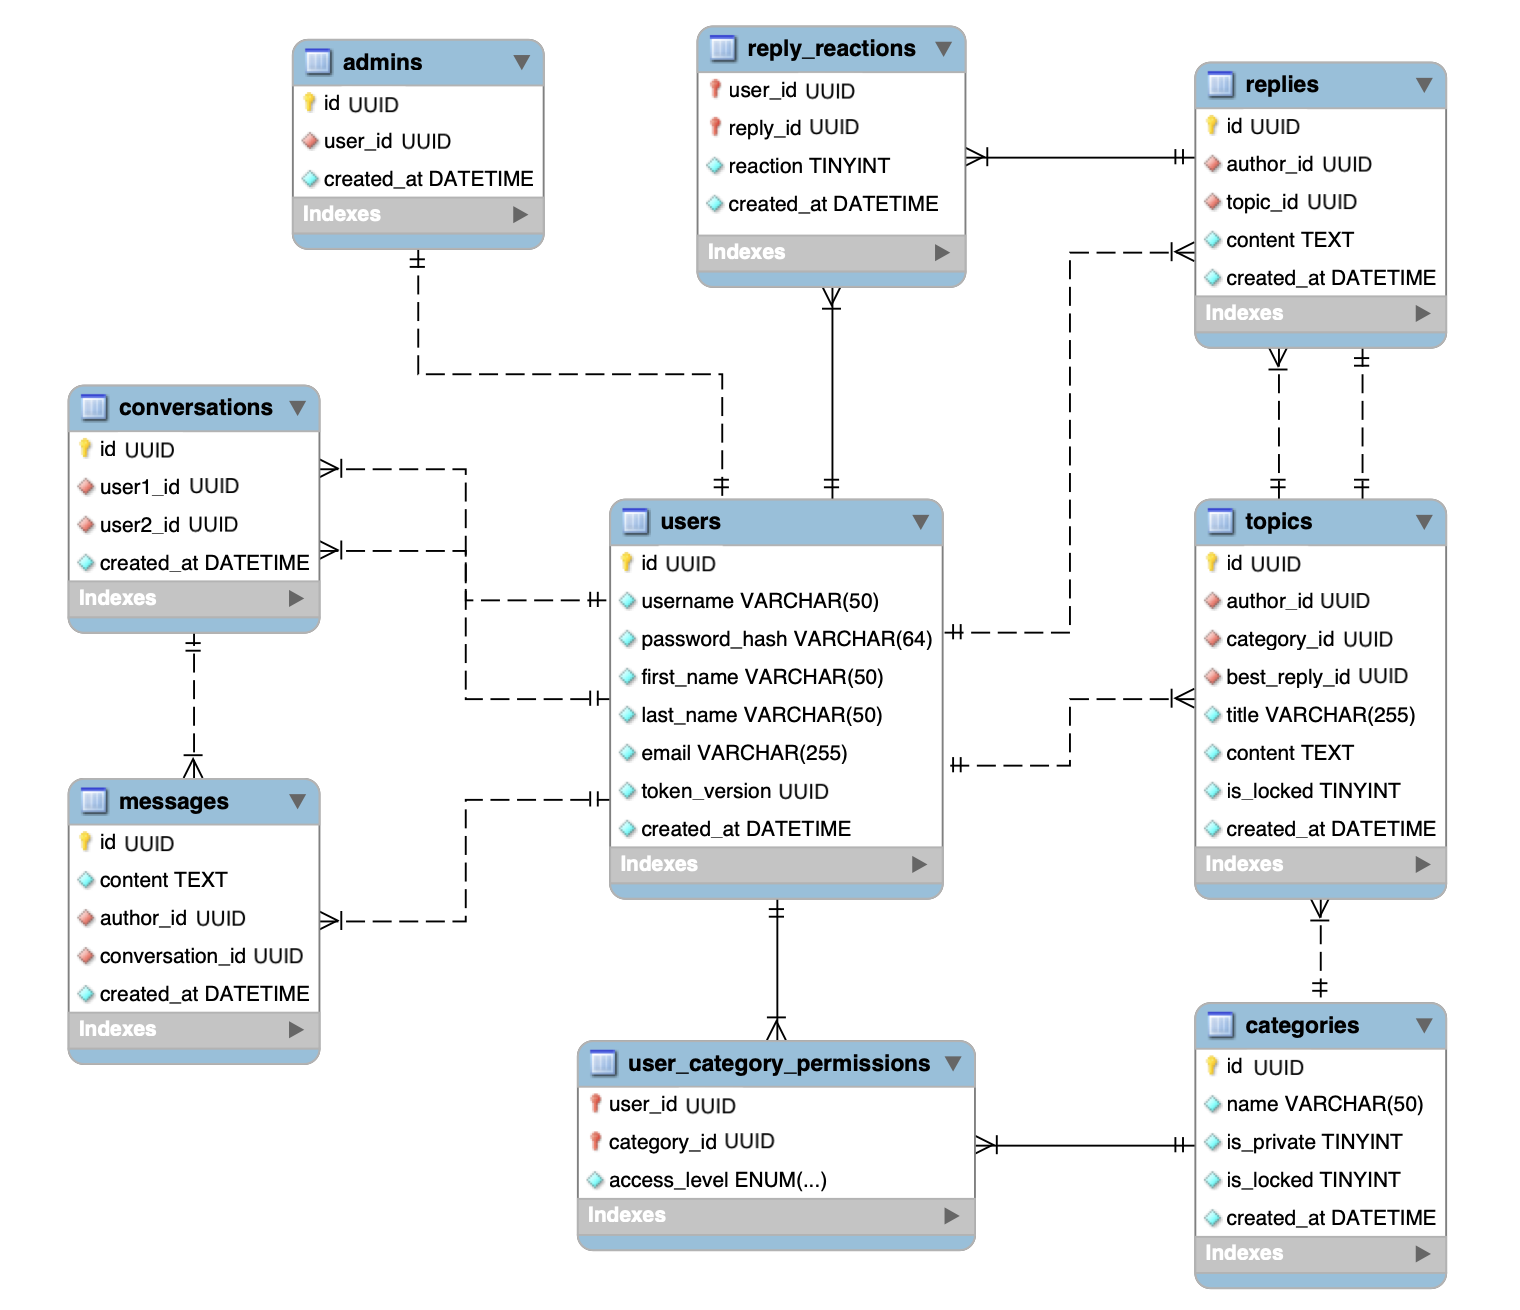 admins
id UUID
user_id UUID
created_at DATETIME
Indexes
reply_reactions
user_id UUID
reply_id UUID
reaction TINYINT
created_at DATETIME
Indexes
replies
id UUID
author_id UUID
topic_id UUID
content TEXT
created_at DATETIME
Indexes
conversations
id UUID
user1_id UUID
user2_id UUID
created_at DATETIME
Indexes
users
id UUID
username VARCHAR(50)
password_hash VARCHAR(64)
first_name VARCHAR(50)
last_name VARCHAR(50)
email VARCHAR(255)
token_version UUID
created_at DATETIME
Indexes
topics
id UUID
author_id UUID
category_id UUID
best_reply_id UUID
title VARCHAR(255)
content TEXT
is_locked TINYINT
created_at DATETIME
Indexes
messages
id UUID
content TEXT
author_id UUID
conversation_id UUID
created_at DATETIME
Indexes
user_category_permissions
user_id UUID
category_id UUID
access_level ENUM(...)
Indexes
categories
id UUID
name VARCHAR(50)
is_private TINYINT
is_locked TINYINT
created_at DATETIME
Indexes